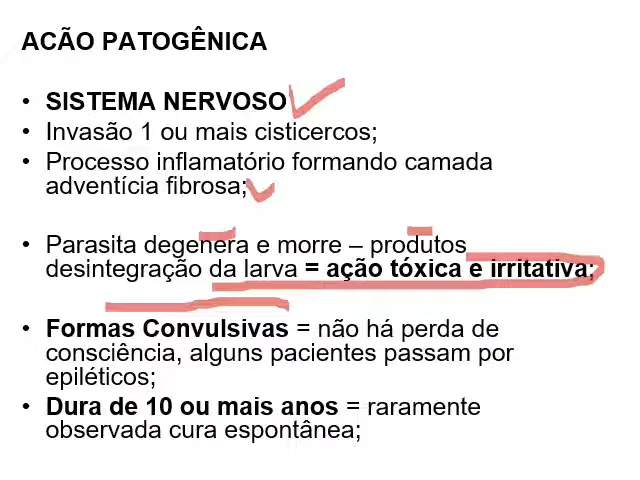 ACÃO PATOGÊNICA
• SISTEMA NERVOSO
• Invasão 1 ou mais cisticercos;
• Processo inflamatório formando camada
adventícia fibrosa;
• Parasita degenera e morre – produtos
desintegração da larva = ação tóxica e irritativa;
• Formas Convulsivas = não há perda de
consciência, alguns pacientes passam por
epiléticos;
• Dura de 10 ou mais anos = raramente
observada cura espontânea;